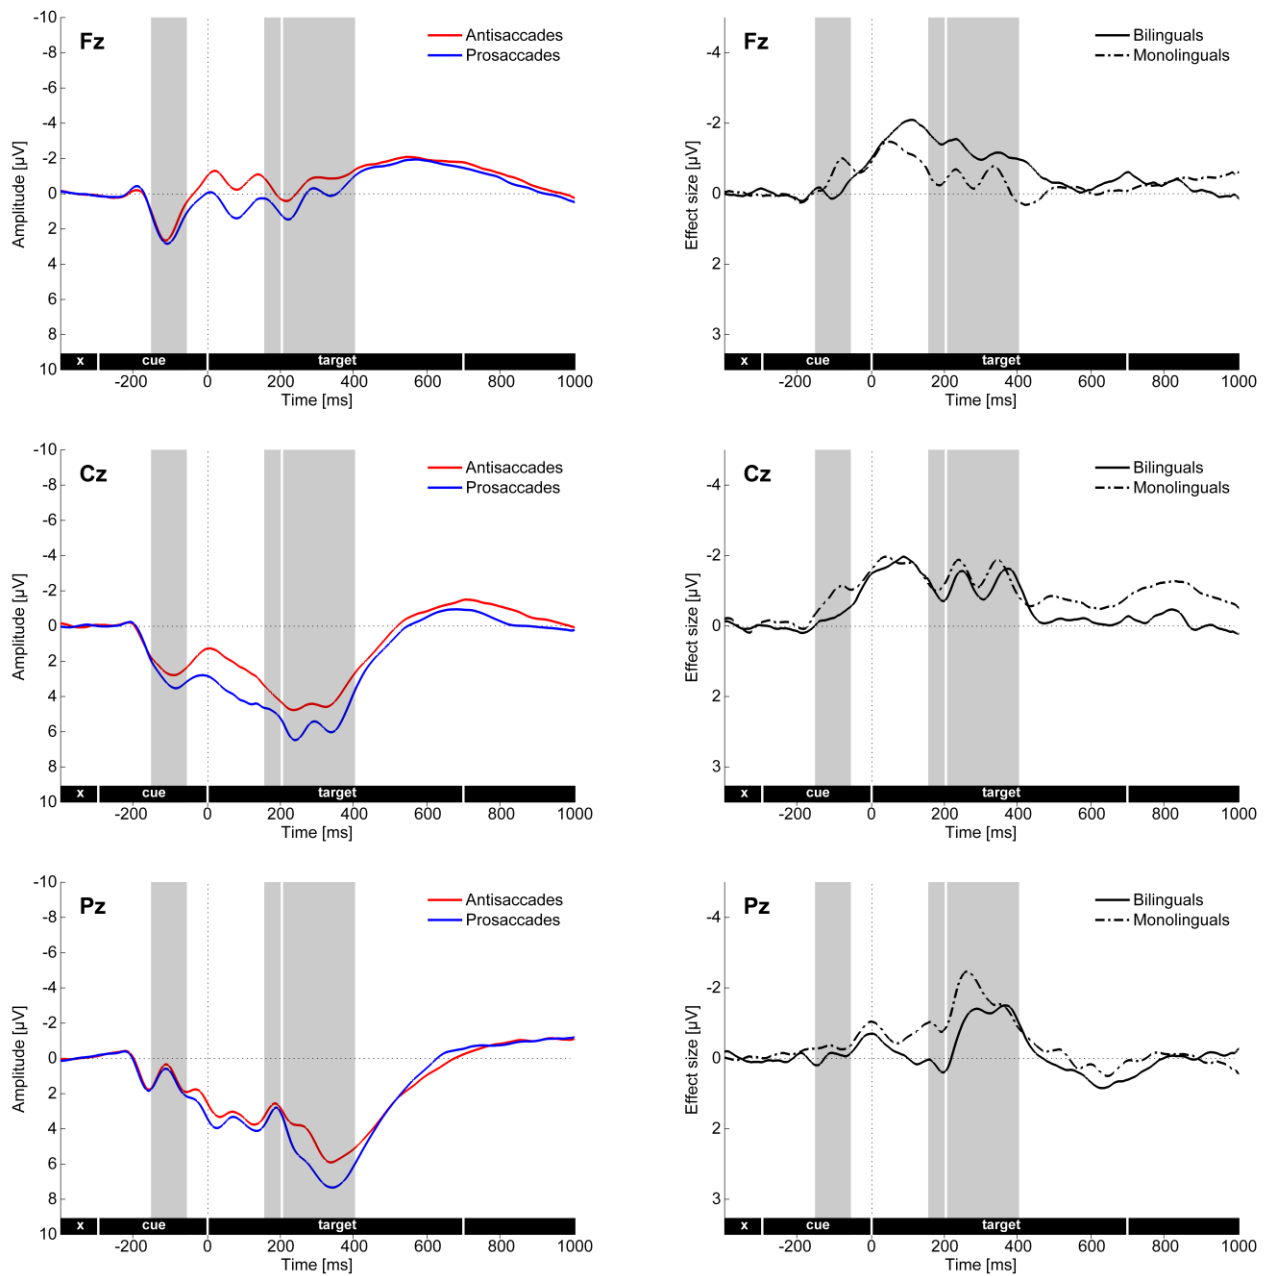 Fz
Antisaccades
Prosaccades
Amplitude [µV]
-10
-8
-6
-4
-2
0
2
4
6
8
10
x cue target
-200 0 200 400 600 800 1000
Time [ms]
Fz
Bilinguals
Monolinguals
Effect size [µV]
-4
-2
0
2
3
x cue target
-200 0 200 400 600 800 1000
Time [ms]
Cz
Antisaccades
Prosaccades
Amplitude [µV]
-10
-8
-6
-4
-2
0
2
4
6
8
10
x cue target
-200 0 200 400 600 800 1000
Time [ms]
Cz
Bilinguals
Monolinguals
Effect size [µV]
-4
-2
0
2
3
x cue target
-200 0 200 400 600 800 1000
Time [ms]
Pz
Antisaccades
Prosaccades
Amplitude [µV]
-10
-8
-6
-4
-2
0
2
4
6
8
10
x cue target
-200 0 200 400 600 800 1000
Time [ms]
Pz
Bilinguals
Monolinguals
Effect size [µV]
-4
-2
0
2
3
x cue target
-200 0 200 400 600 800 1000
Time [ms]